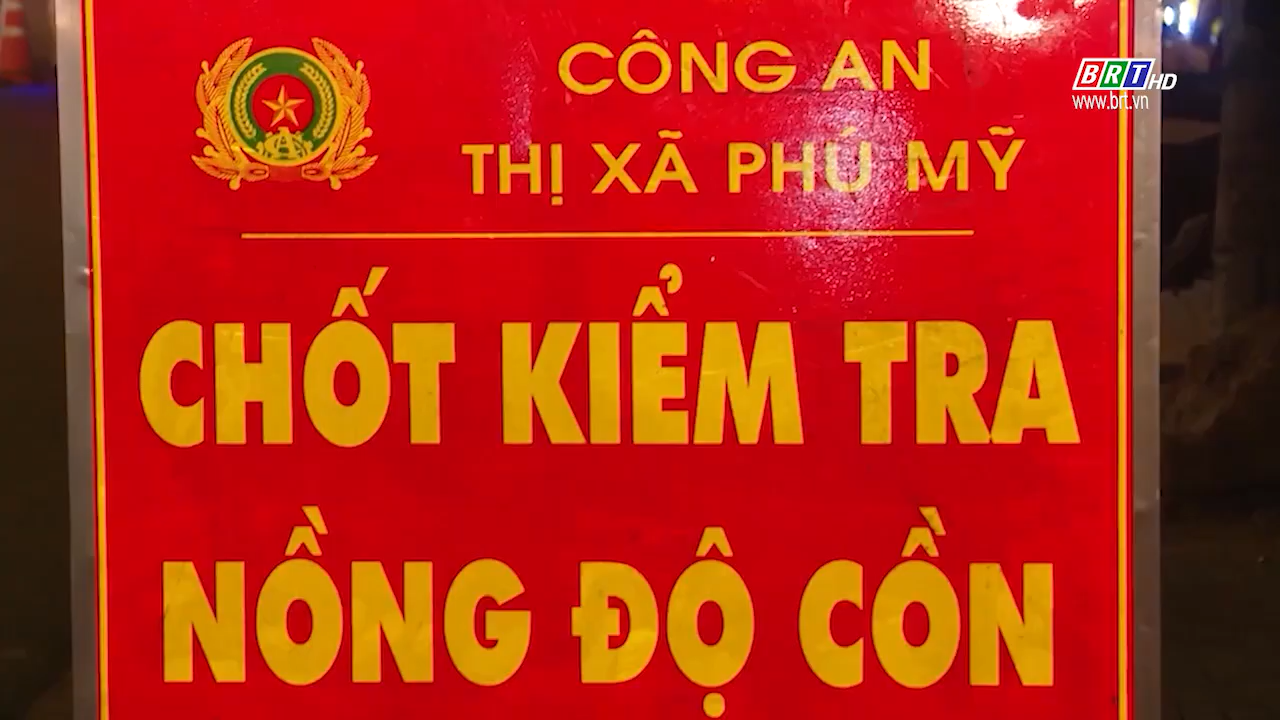 CÔNG AN
THỊ XÃ PHÚ MỸ
CHỐT KIỂM TRA
NỒNG ĐỘ CỒN
BRT HD
www.brt.vn